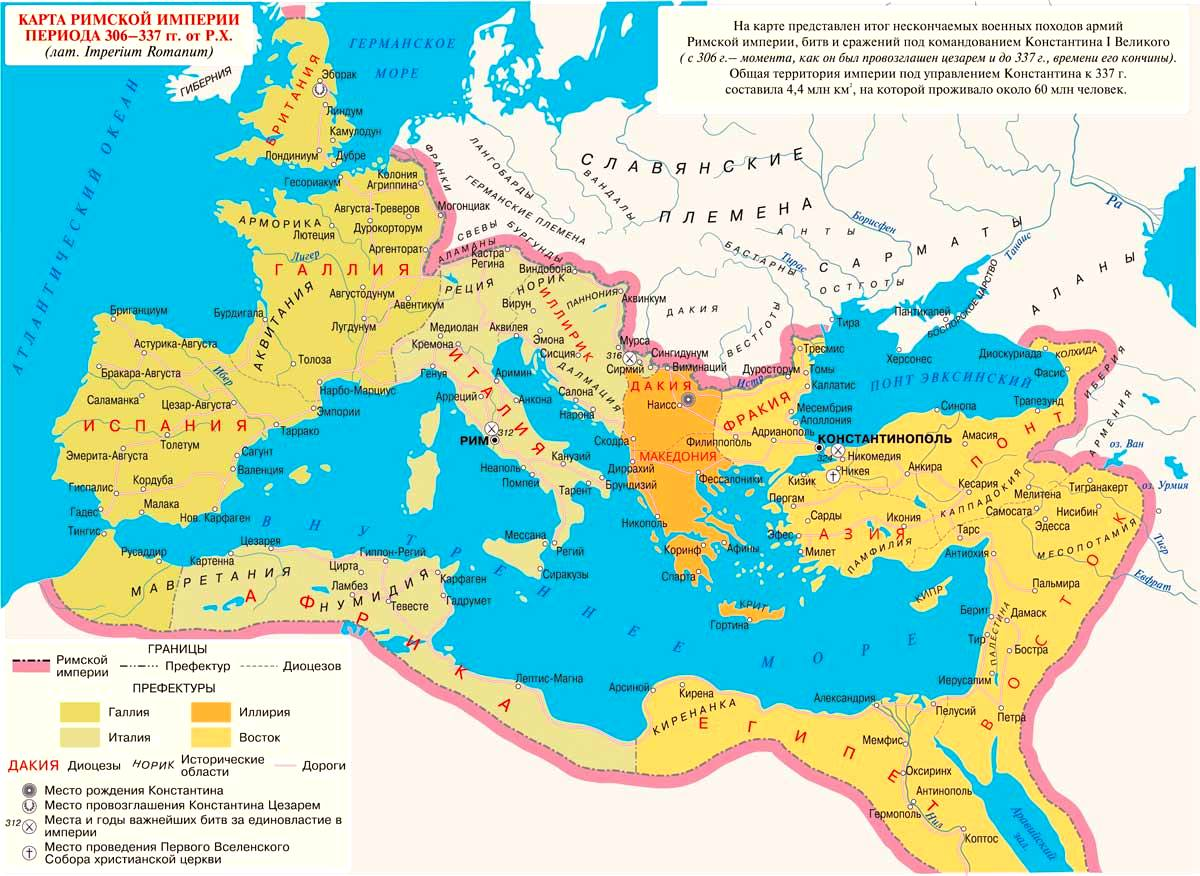 КАРТА РИМСКОЙ ИМПЕРИИ
ПЕРИОДА 306–337 гг. от Р.Х.
(лат. Imperium Romanum)
На карте представлен итог нескончаемых военных походов армий
Римской империи, битв и сражений под командованием Константина I Великого
( с 306 г.– момента, как он был провозглашен цезарем и до 337 г., времени его кончины).
Общая территория империи под управлением Константина к 337 г.
составила 4,4 млн км², на которой проживало около 60 млн человек.
АТЛАНТИЧЕСКИЙ ОКЕАН
ГЕРМАНСКОЕ
МОРЕ
ГИБЕРНИЯ
БРИТАНИЯ
Эборак
Линдум
Камулодун
Лондиниум
Дубре
Гесориакум
Колония
Агриппина
ФРАНКИ
ЛАНГОБАРДЫ
ВАНДАЛЫ
ГЕРМАНСКИЕ ПЛЕМЕНА
СЛАВЯНСКИЕ
ПЛЕМЕНА
АНТЫ
Борисфен
Ра
САРМАТЫ
Танаис
Тирас
БАСТАРНЫ
ОСТГОТЫ
АЛАНЫ
Могонциак
СВЕВЫ
БУРГУНДЫ
АЛАМАНЫ
АРМОРИКА
Августа-Треверов
Лютеция
Дурокорторум
Аргенторат
Лигер
ГАЛЛИЯ
Августодунум
Авентикум
АКВИТАНИЯ
Бурдигала
Лугдунум
Толоза
Нарбо-Марциус
Эмпории
Кастра
Регина
Виндобона
РЕЦИЯ
НОРИК
Вирун
ИЛЛИРИК
ПАННОНИЯ
Аквинкум
ДАКИЯ
ВЕСТГОТЫ
Тира
Пантикапей
БОСПОРСКОЕ ЦАРСТВО
Херсонес
ПОНТ ЭВКСИНСКИЙ
Диоскуриада
КОЛХИДА
Фасис
ИБЕРИЯ
АРМЕНИЯ
Медиолан
Аквилея
Кремона
Эмона
Сисция
Мурса
316
Сирмий
Сингидунум
Виминаций
Истр
Дуросторум
Тресмис
Томы
Каллатис
Генуя
Аримин
ИТАЛИЯ
Арреций
Анкона
ДАЛМАЦИЯ
Салона
Нарона
ДАКИЯ
Наисс
ФРАКИЯ
Месембрия
Аполлония
Адрианополь
Филиппополь
312
РИМ
Скодра
МАКЕДОНИЯ
КОНСТАНТИНОПОЛЬ
324
Никомедия
Никея
Кизик
Синопа
Амасия
ПОНТ
Трапезунд
оз. Ван
оз. Урмия
Бриганциум
Астурика-Августа
Бракара-Августа
Ибер
Саламанка
Цезар-Августа
ИСПАНИЯ
Толетум
Таррако
Эмерита-Августа
Сагунт
Валенция
Кордуба
Гиспалис
Малака
Гадес
Нов. Карфаген
Тингис
Неаполь
Помпеи
Канузий
Тарент
Брундизий
Диррахий
Фессалоники
Никополь
Коринф
Афины
Спарта
КРИТ
Гортина
Пергам
Анкира
Кесария
КАППАДОКИЯ
Мелитена
Тигранакерт
Самосата
Нисибин
Эдесса
МЕСОПОТАМИЯ
Сарды
Икония
АЗИЯ
Эфес
Милет
ПАМФИЛИЯ
Тарс
Антиохия
Тигр
Евфрат
КИПР
Пальмира
Берит
Дамаск
Тир
ПАЛЕСТИНА
Бостра
Иерусалим
Петра
ВОСТОК
Мессана
Регий
Сиракузы
ВНУТРЕННЕЕ МОРЕ
Русаддир
Картенна
Цезарея
Гиппон-Регий
Цирта
Карфаген
МАВРЕТАНИЯ
НУМИДИЯ
Ламбез
Тевесте
Гадрумет
АФРИКА
Лептис-Магна
Арсиной
Кирена
КИРЕНАИКА
Александрия
Пелусий
ЕГИПЕТ
Мемфис
Оксиринх
Антинополь
Гермополь
Нил
Коптос
Аравийский
зал.
ГРАНИЦЫ
Римской
империи
Префектур
Диоцезов
ПРЕФЕКТУРЫ
Галлия
Иллирия
Италия
Восток
ДАКИЯ Диоцезы
НОРИК Исторические
области
Дороги
Место рождения Константина
Место провозглашения Константина Цезарем
312 Места и годы важнейших битв за единовластие в
империи
Место проведения Первого Вселенского
Собора христианской церкви